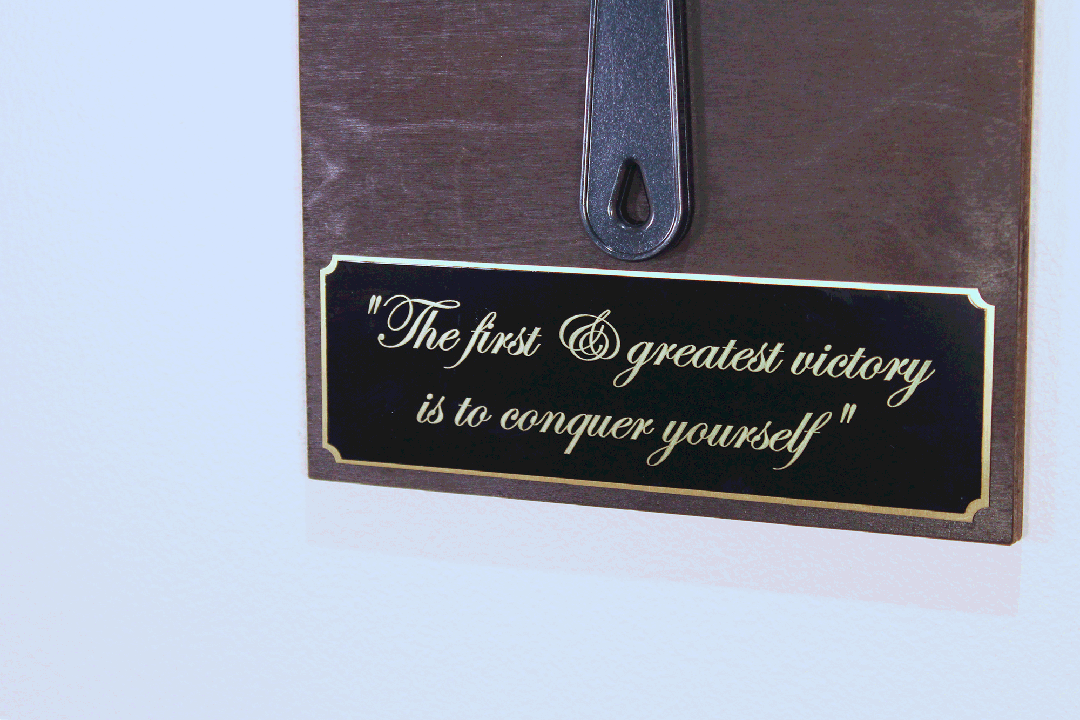 "The first & greatest victory
is to conquer yourself"